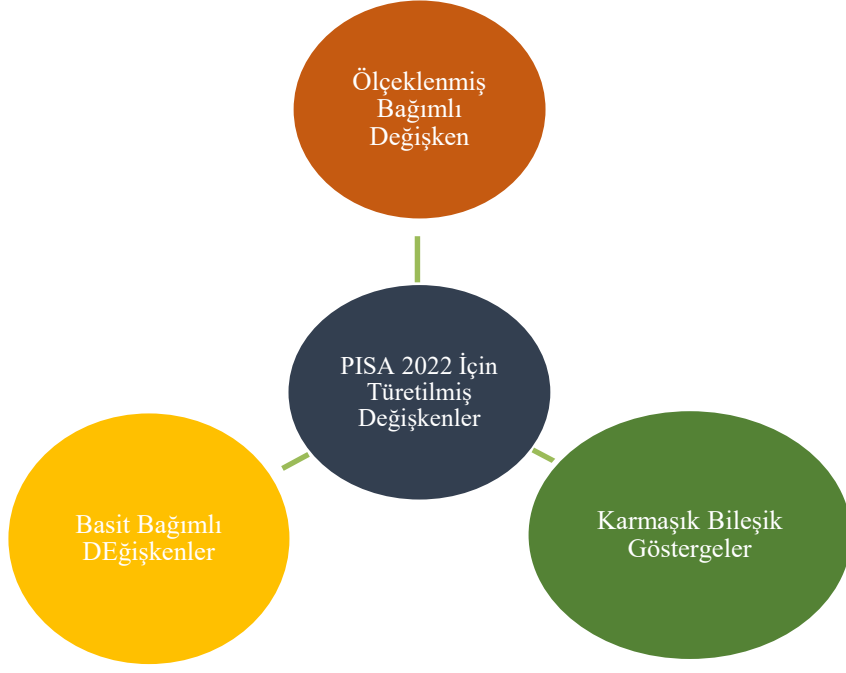 Ölçeklenmiş
Bağımlı
Değişken
PISA 2022 İçin
Türetilmiş
Değişkenler
Basit Bağımlı
DEğişkenler
Karmaşık Bileşik
Göstergeler